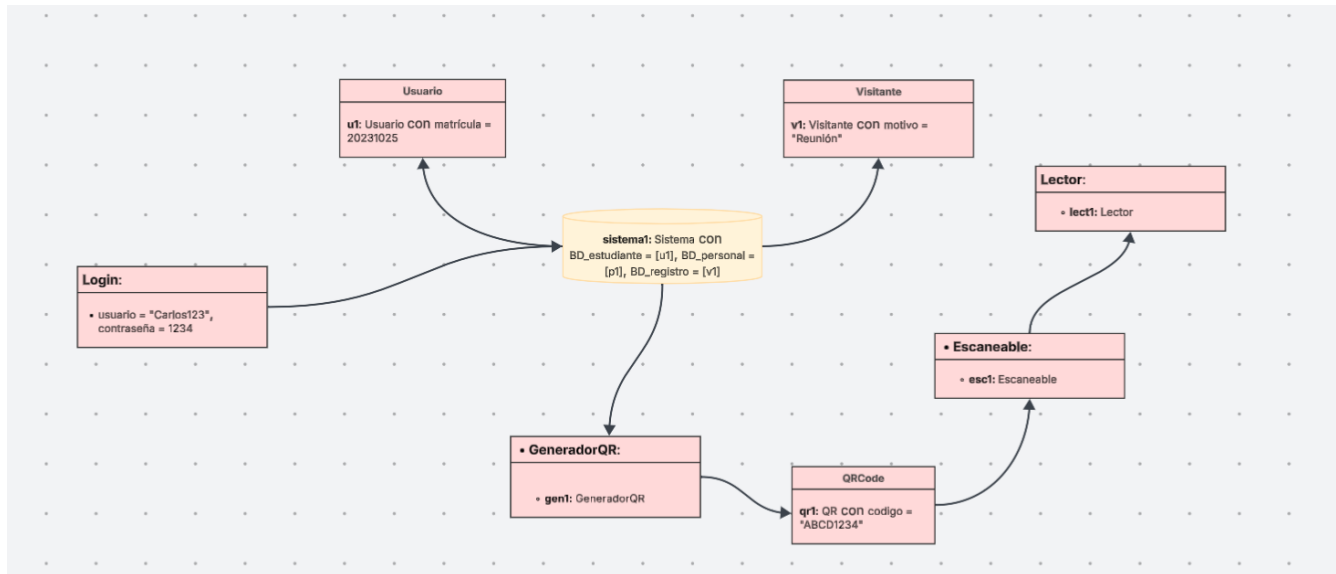 Usuario
u1: Usuario con matrícula =
20231025
Visitante
v1: Visitante con motivo =
"Reunión"
Lector:
lect1: Lector
sistema1: Sistema con
BD_estudiante = [u1], BD_personal =
[p1], BD_registro = [v1]
Login:
• usuario = "Carlos123",
contraseña = 1234
• Escaneable:
esc1: Escaneable
• GeneradorQR:
gen1: GeneradorQR
QRCode
qr1: QR con codigo =
"ABCD1234"